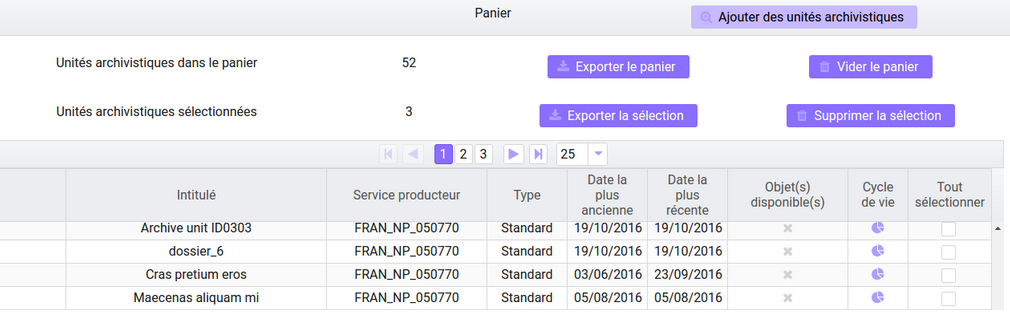 Panier
Ajouter des unités archivistiques
Unités archivistiques dans le panier 52 Exporter le panier Vider le panier
Unités archivistiques sélectionnées 3 Exporter la sélection Supprimer la sélection
1 2 3 25
Intitulé Service producteur Type Date la plus ancienne Date la plus récente Objet(s) disponible(s) Cycle de vie Tout sélectionner
Archive unit ID0303 FRAN_NP_050770 Standard 19/10/2016 19/10/2016
dossier_6 FRAN_NP_050770 Standard 19/10/2016 19/10/2016
Cras pretium eros FRAN_NP_050770 Standard 03/06/2016 23/09/2016
Maecenas aliquam mi FRAN_NP_050770 Standard 05/08/2016 05/08/2016